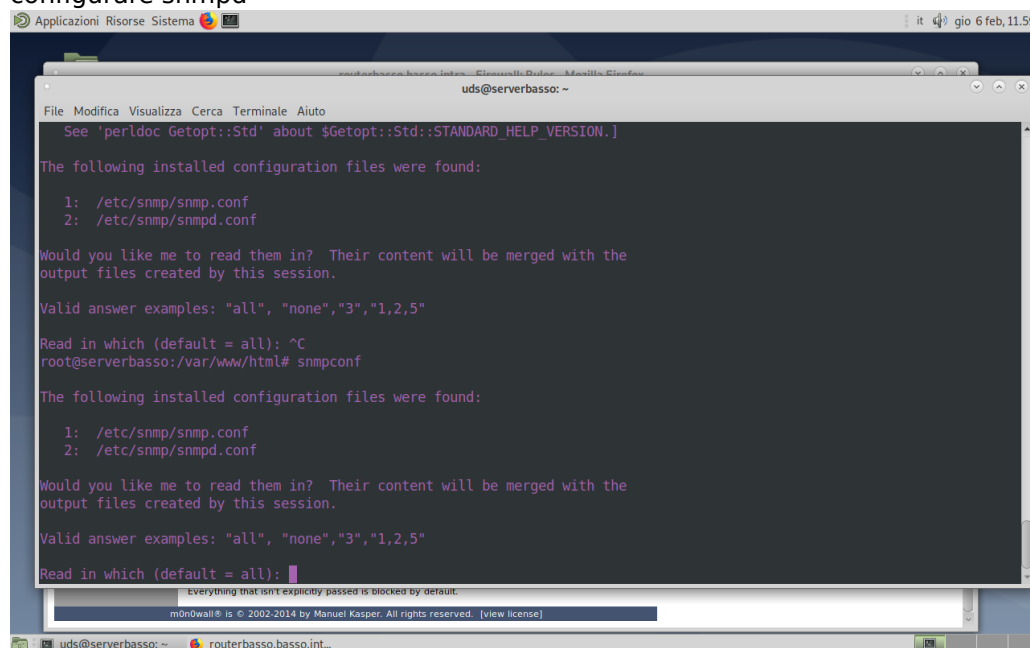 configurare snmpd
Applicazioni Risorse Sistema
it gio 6 feb, 11.5
routerbasso.basso.intra - Firewall: Rules - Mozilla Firefox
uds@serverbasso: ~
File Modifica Visualizza Cerca Terminale Aiuto
See 'perldoc Getopt::Std' about $Getopt::Std::STANDARD_HELP_VERSION.]
The following installed configuration files were found:
1: /etc/snmp/snmp.conf
2: /etc/snmp/snmpd.conf
Would you like me to read them in? Their content will be merged with the
output files created by this session.
Valid answer examples: "all", "none","3","1,2,5"
Read in which (default = all): ^C
root@serverbasso:/var/www/html# snmpconf
The following installed configuration files were found:
1: /etc/snmp/snmp.conf
2: /etc/snmp/snmpd.conf
Would you like me to read them in? Their content will be merged with the
output files created by this session.
Valid answer examples: "all", "none","3","1,2,5"
Read in which (default = all):
Everything that isn't explicitly passed is blocked by default.
m0n0wall® is © 2002-2014 by Manuel Kasper. All rights reserved. [view license]
uds@serverbasso: ~ routerbasso.basso.int...